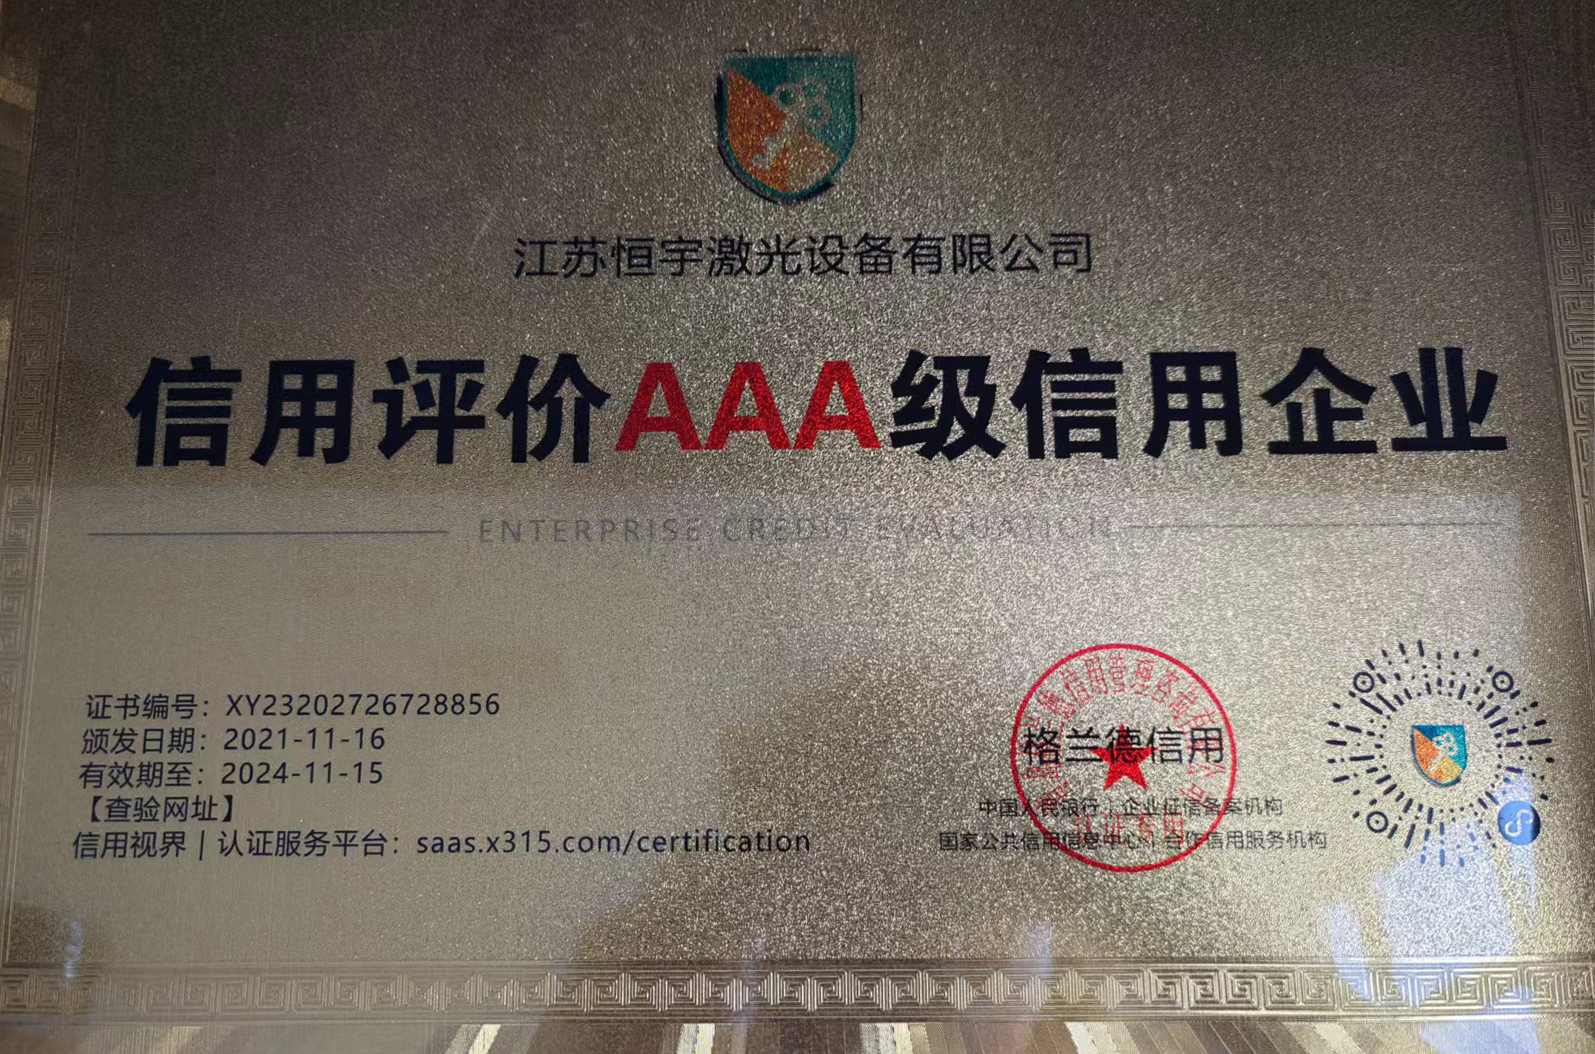 江苏恒宇激光设备有限公司
信用评价AAA级信用企业
ENTERPRISE CREDIT EVALUATION
证书编号：XY23202726728856
颁发日期：2021-11-16
有效期至：2024-11-15
【查验网址】
信用视界 | 认证服务平台：saas.x315.com/certification
格兰德信用
中国人民银行 | 企业征信备案机构
国家公共信用信息中心 | 合作信用服务机构